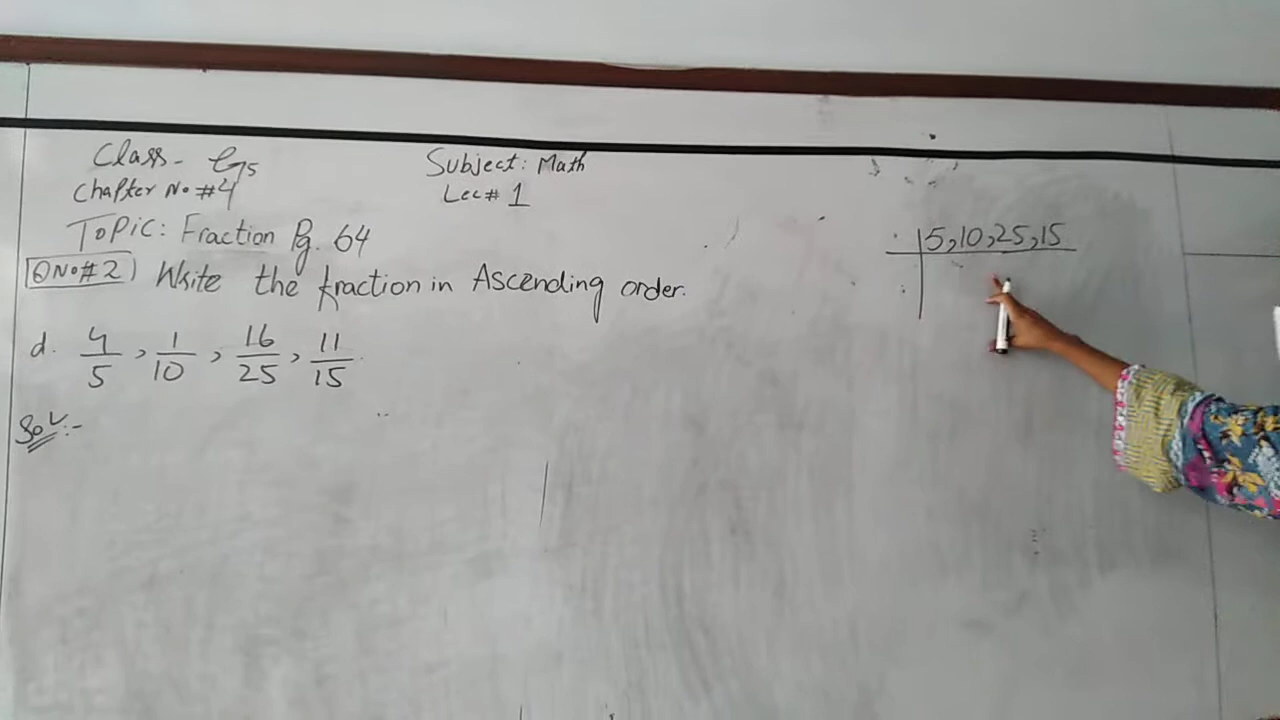 Class- G5
Subject: Math
Chapter No #4
Lec# 1
Topic: Fraction Pg. 64
QNo#2) Write the fraction in Ascending order.
d. 4/5 , 1/10 , 16/25 , 11/15
Sol:-
5,10,25,15